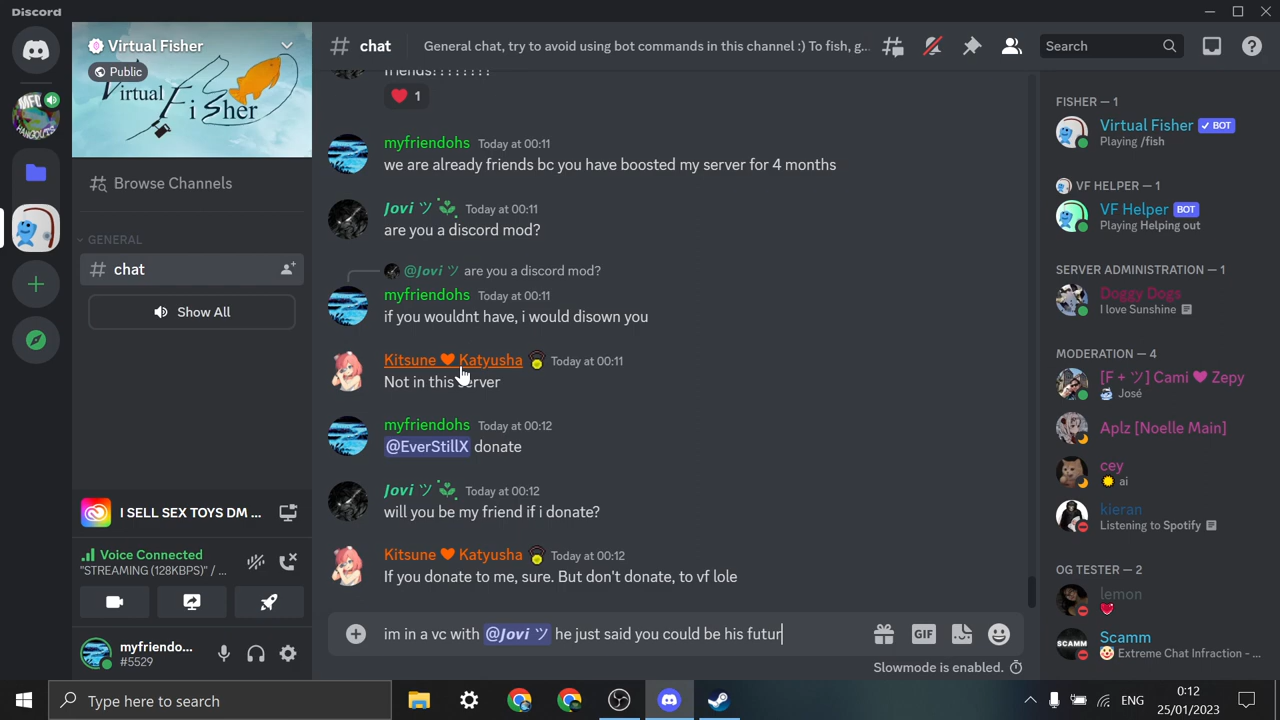 Discord
Virtual Fisher
Public
Virtual
Fisher
Browse Channels
GENERAL
chat
Show All
I SELL SEX TOYS DM ...
Voice Connected
"STREAMING (128KBPS)" / ...
myfriendo...
#5529
chat
General chat, try to avoid using bot commands in this channel :) To fish, g...
Search
friends????????
1
myfriendohs Today at 00:11
we are already friends bc you have boosted my server for 4 months
Jovi ツ Today at 00:11
are you a discord mod?
@Jovi ツ are you a discord mod?
myfriendohs Today at 00:11
if you wouldnt have, i would disown you
Kitsune ❤ Katyusha Today at 00:11
Not in this server
myfriendohs Today at 00:12
@EverStillX donate
Jovi ツ Today at 00:12
will you be my friend if i donate?
Kitsune ❤ Katyusha Today at 00:12
If you donate to me, sure. But don't donate, to vf lole
im in a vc with @Jovi ツ he just said you could be his futur
GIF
Slowmode is enabled.
FISHER — 1
Virtual Fisher ✓ BOT
Playing /fish
VF HELPER — 1
VF Helper BOT
Playing Helping out
SERVER ADMINISTRATION — 1
Doggy Dogs
I love Sunshine
MODERATION — 4
[F + ツ] Cami ❤ Zepy
José
Aplz [Noelle Main]
cey
ai
kieran
Listening to Spotify
OG TESTER — 2
lemon
SCAMM
Scamm
Extreme Chat Infraction - ...
Type here to search
ENG
0:12
25/01/2023